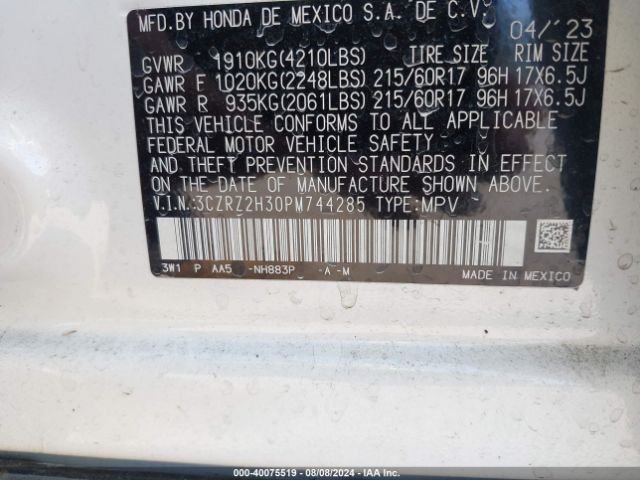 MFD. BY HONDA DE MEXICO S.A. DE C.V.
04/'23
GVWR 1910KG(4210LBS) TIRE SIZE RIM SIZE
GAWR F 1020KG(2248LBS) 215/60R17 96H 17X6.5J
GAWR R 935KG(2061LBS) 215/60R17 96H 17X6.5J
THIS VEHICLE CONFORMS TO ALL APPLICABLE
FEDERAL MOTOR VEHICLE SAFETY,
AND THEFT PREVENTION STANDARDS IN EFFECT
ON THE DATE OF MANUFACTURE SHOWN ABOVE.
V.I.N.:3CZRZ2H30PM744285 TYPE:MPV
3W1 P AA5 -NH883P -A-M
MADE IN MEXICO
000-40075519 - 08/08/2024 - IAA Inc.